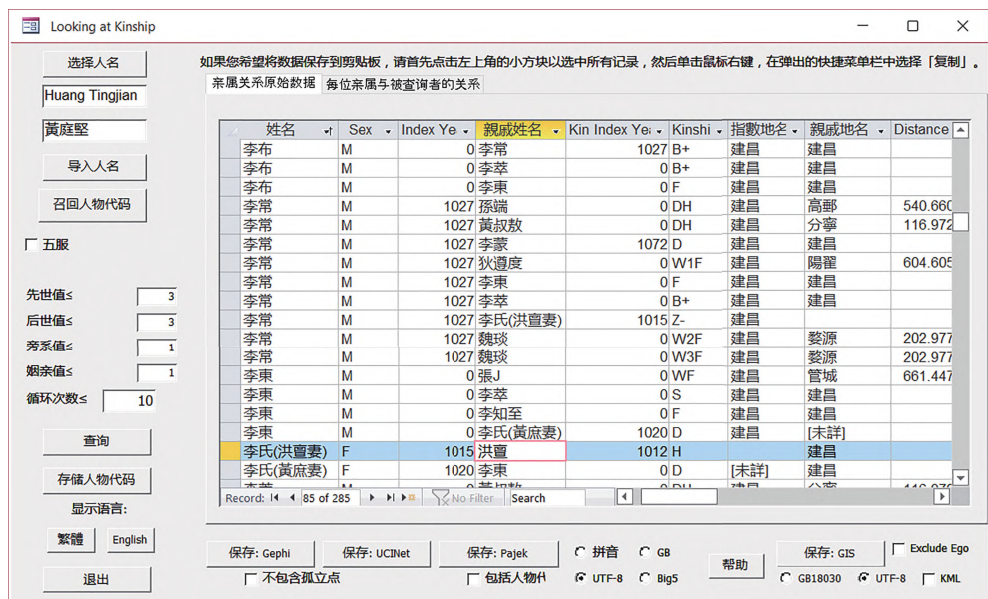 Looking at Kinship
选择人名
Huang Tingjian
黃庭堅
导入人名
召回人物代码
五服
先世值≤ 3
后世值≤ 3
旁系值≤ 1
姻亲值≤ 1
循环次数≤ 10
查询
存储人物代码
显示语言:
繁體 English
退出
如果您希望将数据保存到剪贴板，请首先点击左上角的小方块以选中所有记录，然后单击鼠标右键，在弹出的快捷菜单栏中选择「复制」。
亲属关系原始数据 每位亲属与被查询者的关系
姓名 Sex Index Ye 親戚姓名 Kin Index Yea Kinshi 指數地名 親戚地名 Distance
李布 M 0 李常 1027 B+ 建昌 建昌
李布 M 0 李莘 0 B+ 建昌 建昌
李布 M 0 李東 0 F 建昌 建昌
李常 M 1027 孫端 0 DH 建昌 高郵 540.660
李常 M 1027 黃叔敖 0 DH 建昌 分寧 116.972
李常 M 1027 李蒙 1072 D 建昌 建昌
李常 M 1027 狄遵度 0 W1F 建昌 陽翟 604.605
李常 M 1027 李東 0 F 建昌 建昌
李常 M 1027 李莘 0 B+ 建昌 建昌
李常 M 1027 李氏(洪亶妻) 1015 Z- 建昌
李常 M 1027 魏琰 0 W2F 建昌 婺源 202.977
李常 M 1027 魏琰 0 W3F 建昌 婺源 202.977
李東 M 0 張J 0 WF 建昌 管城 661.447
李東 M 0 李莘 0 S 建昌 建昌
李東 M 0 李知至 0 F 建昌 建昌
李東 M 0 李氏(黃庶妻) 1020 D 建昌 [未詳]
李氏(洪亶妻) F 1015 洪亶 1012 H 建昌
李氏(黃庶妻) F 1020 李東 0 D [未詳] 建昌
Record: 85 of 285 No Filter Search
保存: Gephi 保存: UCINet 保存: Pajek
不包含孤立点 包括人物代
拼音 GB
UTF-8 Big5
帮助
保存: GIS Exclude Ego
GB18030 UTF-8 KML